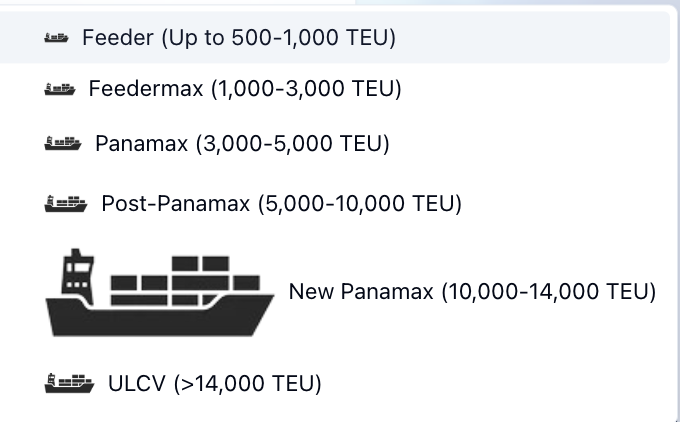 Feeder (Up to 500-1,000 TEU)
Feedermax (1,000-3,000 TEU)
Panamax (3,000-5,000 TEU)
Post-Panamax (5,000-10,000 TEU)
New Panamax (10,000-14,000 TEU)
ULCV (>14,000 TEU)